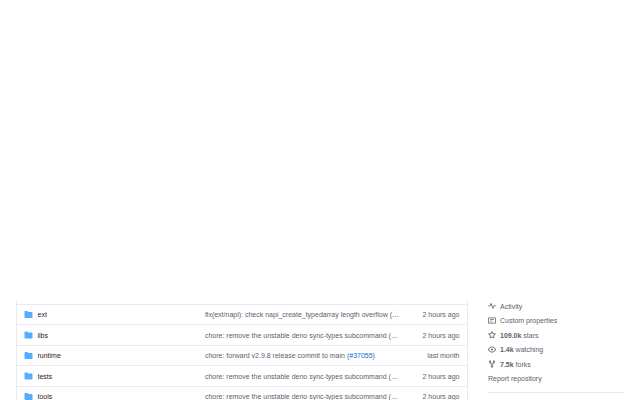 ext fix(ext/napi): check napi_create_typedarray length overflow (… 2 hours ago
libs chore: remove the unstable deno sync-types subcommand (… 2 hours ago
runtime chore: forward v2.9.8 release commit to main (#37055) last month
tests chore: remove the unstable deno sync-types subcommand (… 2 hours ago
tools chore: remove the unstable deno sync-types subcommand (… 2 hours ago
Activity
Custom properties
109.0k stars
1.4k watching
7.5k forks
Report repository